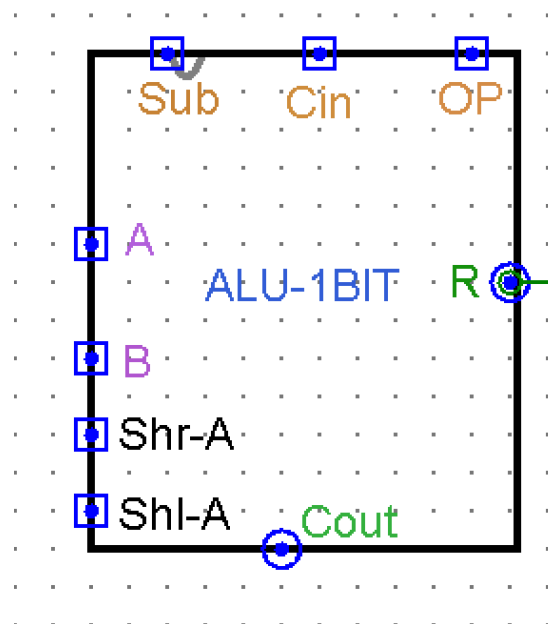 Sub Cin OP
A
ALU-1BIT R
B
Shr-A
Shl-A
Cout